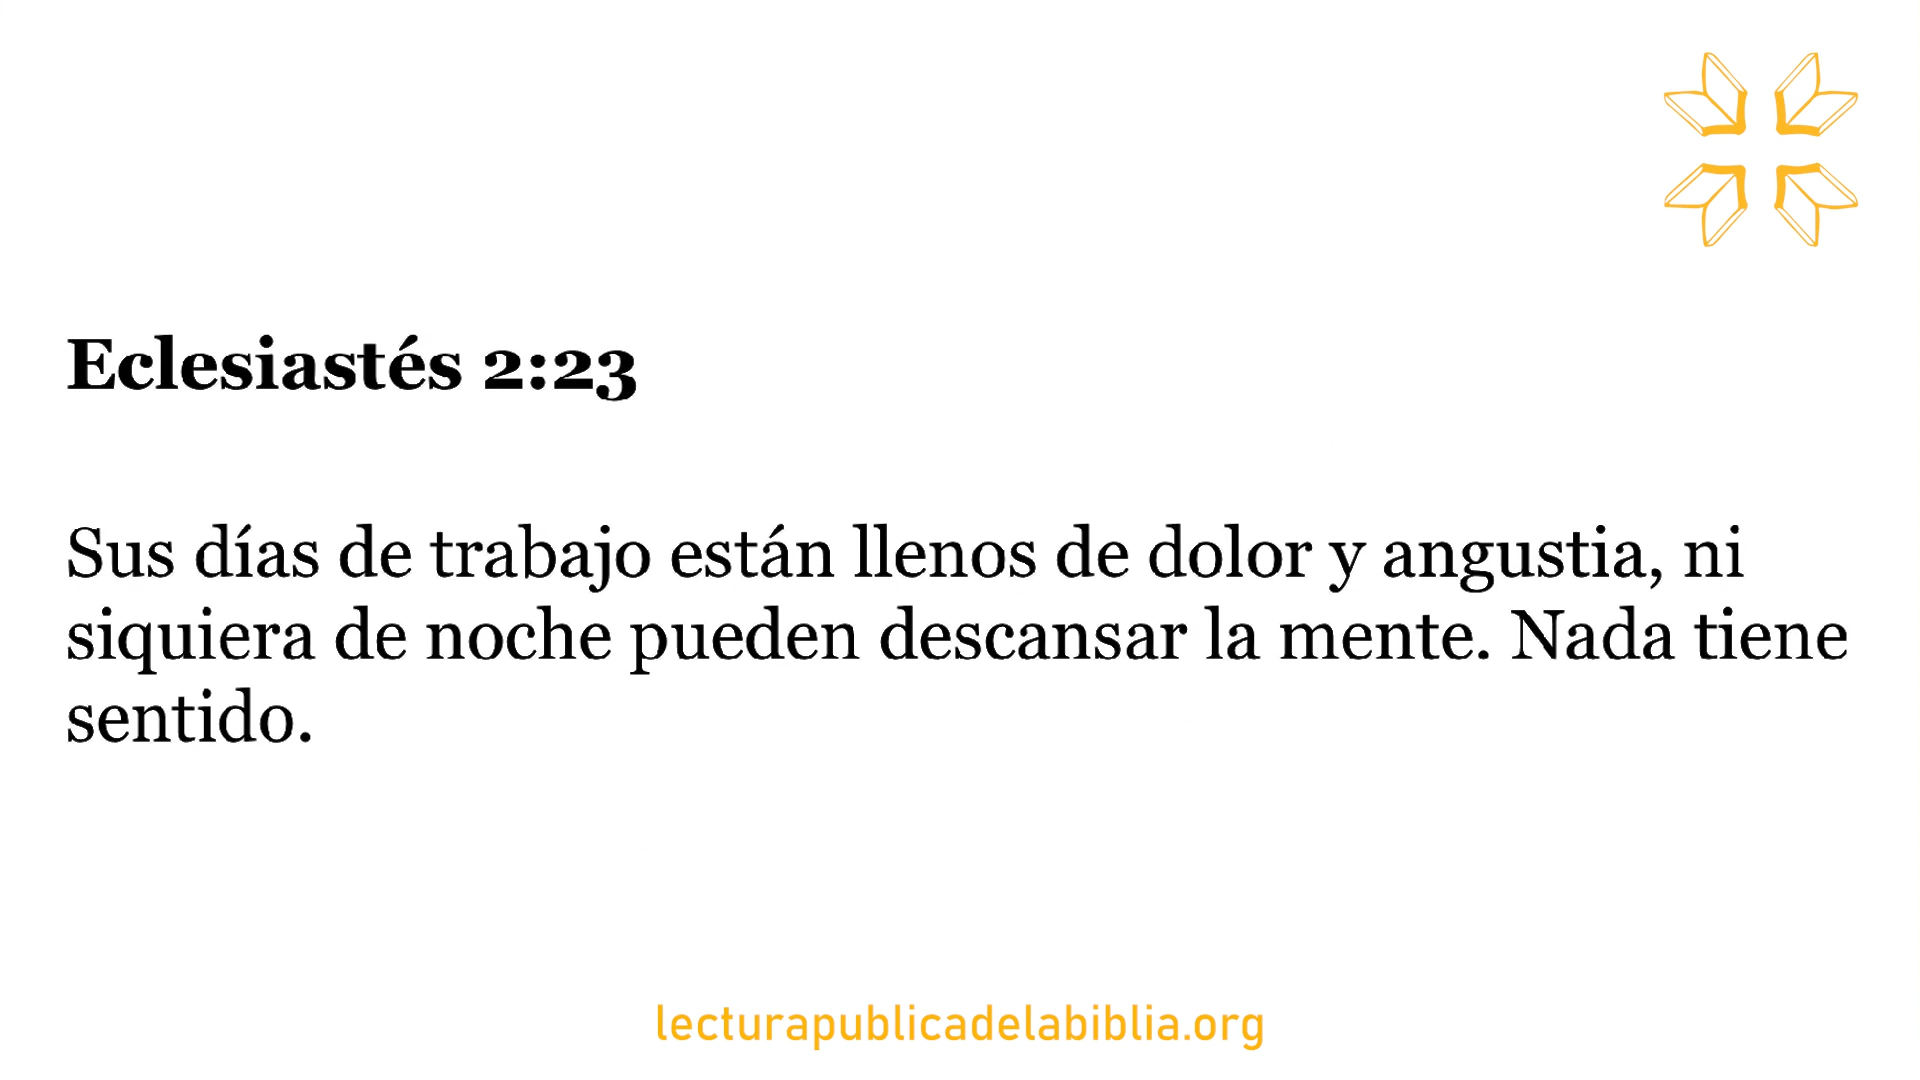 Eclesiastés 2:23
Sus días de trabajo están llenos de dolor y angustia, ni
siquiera de noche pueden descansar la mente. Nada tiene
sentido.
lecturapublicadelabiblia.org